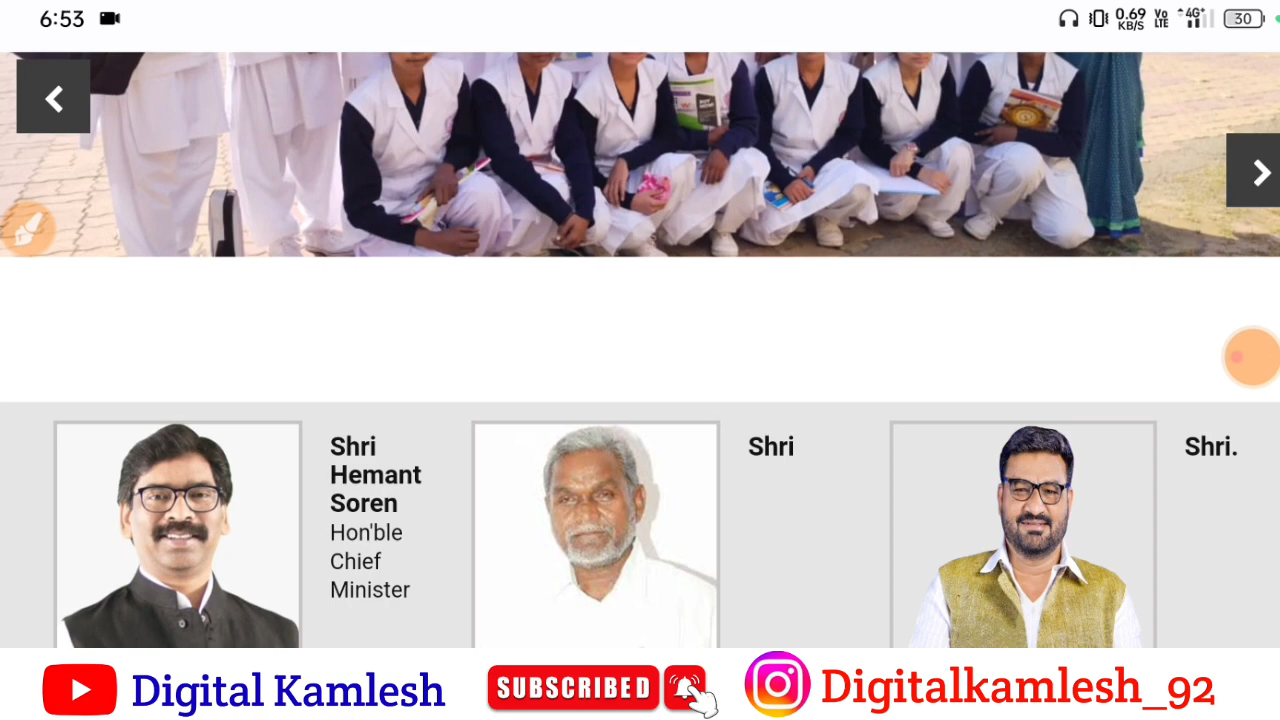 6:53
0.69 KB/S Vo LTE 4G+ 30
Shri
Hemant
Soren
Hon'ble
Chief
Minister
Shri
Shri.
Digital Kamlesh
SUBSCRIBED
Digitalkamlesh_92